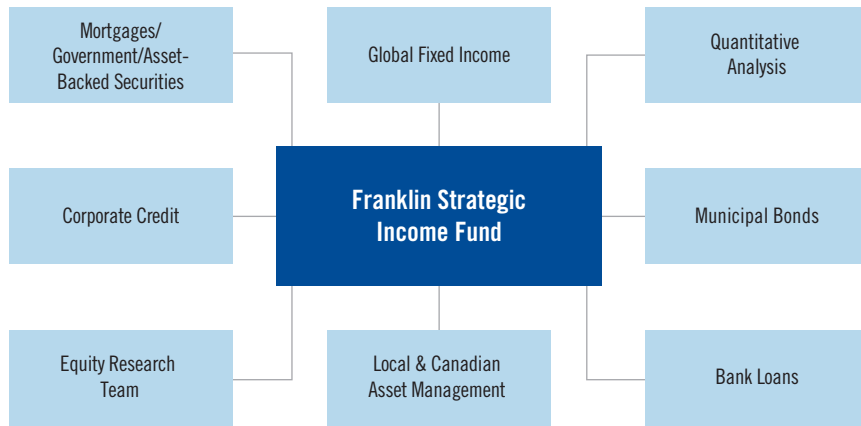 Mortgages/
Government/Asset-
Backed Securities
Global Fixed Income
Quantitative
Analysis
Corporate Credit
Franklin Strategic
Income Fund
Municipal Bonds
Equity Research
Team
Local & Canadian
Asset Management
Bank Loans